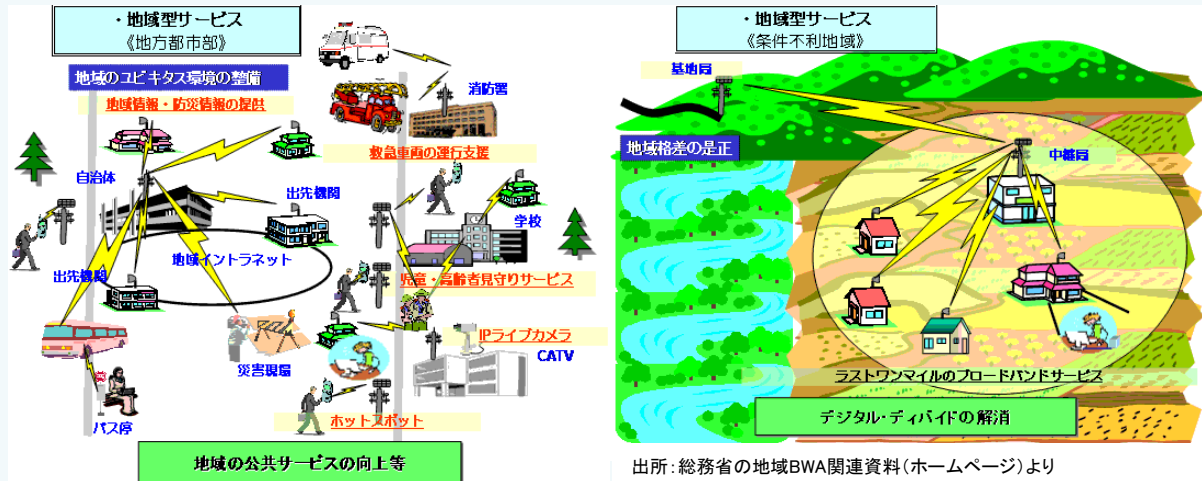 ・地域型サービス
《地方都市部》
地域のユビキタス環境の整備
地域情報・防災情報の提供
消防署
救急車両の運行支援
自治体
出先機関
学校
地域イントラネット
出先機関
児童・高齢者見守りサービス
IPライブカメラ
CATV
災害現場
バス停
ホットスポット
地域の公共サービスの向上等
・地域型サービス
《条件不利地域》
基地局
地域格差の是正
中継局
ラストワンマイルのブロードバンドサービス
デジタル・ディバイドの解消
出所：総務省の地域BWA関連資料（ホームページ）より